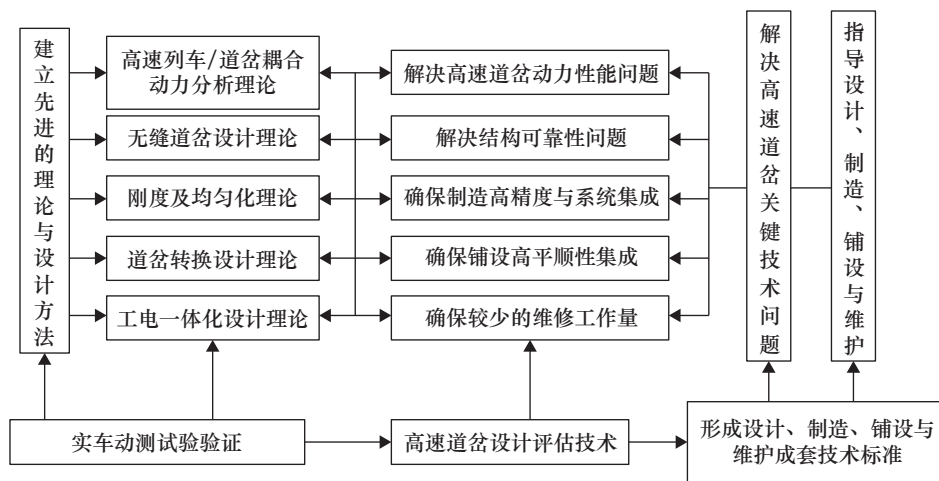 建立先进的理论与设计方法
高速列车/道岔耦合
动力分析理论
无缝道岔设计理论
刚度及均匀化理论
道岔转换设计理论
工电一体化设计理论
解决高速道岔动力性能问题
解决结构可靠性问题
确保制造高精度与系统集成
确保铺设高平顺性集成
确保较少的维修工作量
解决高速道岔关键技术问题
指导设计、制造、铺设与维护
实车动测试验验证
高速道岔设计评估技术
形成设计、制造、铺设与
维护成套技术标准